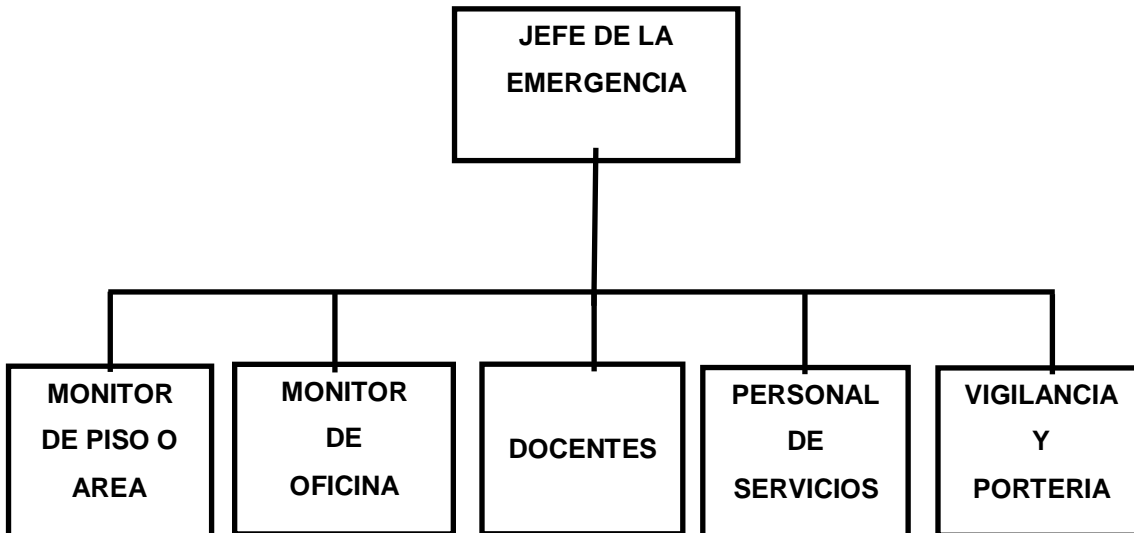 JEFE DE LA
EMERGENCIA
MONITOR
DE PISO O
AREA
MONITOR
DE
OFICINA
DOCENTES
PERSONAL
DE
SERVICIOS
VIGILANCIA
Y
PORTERIA